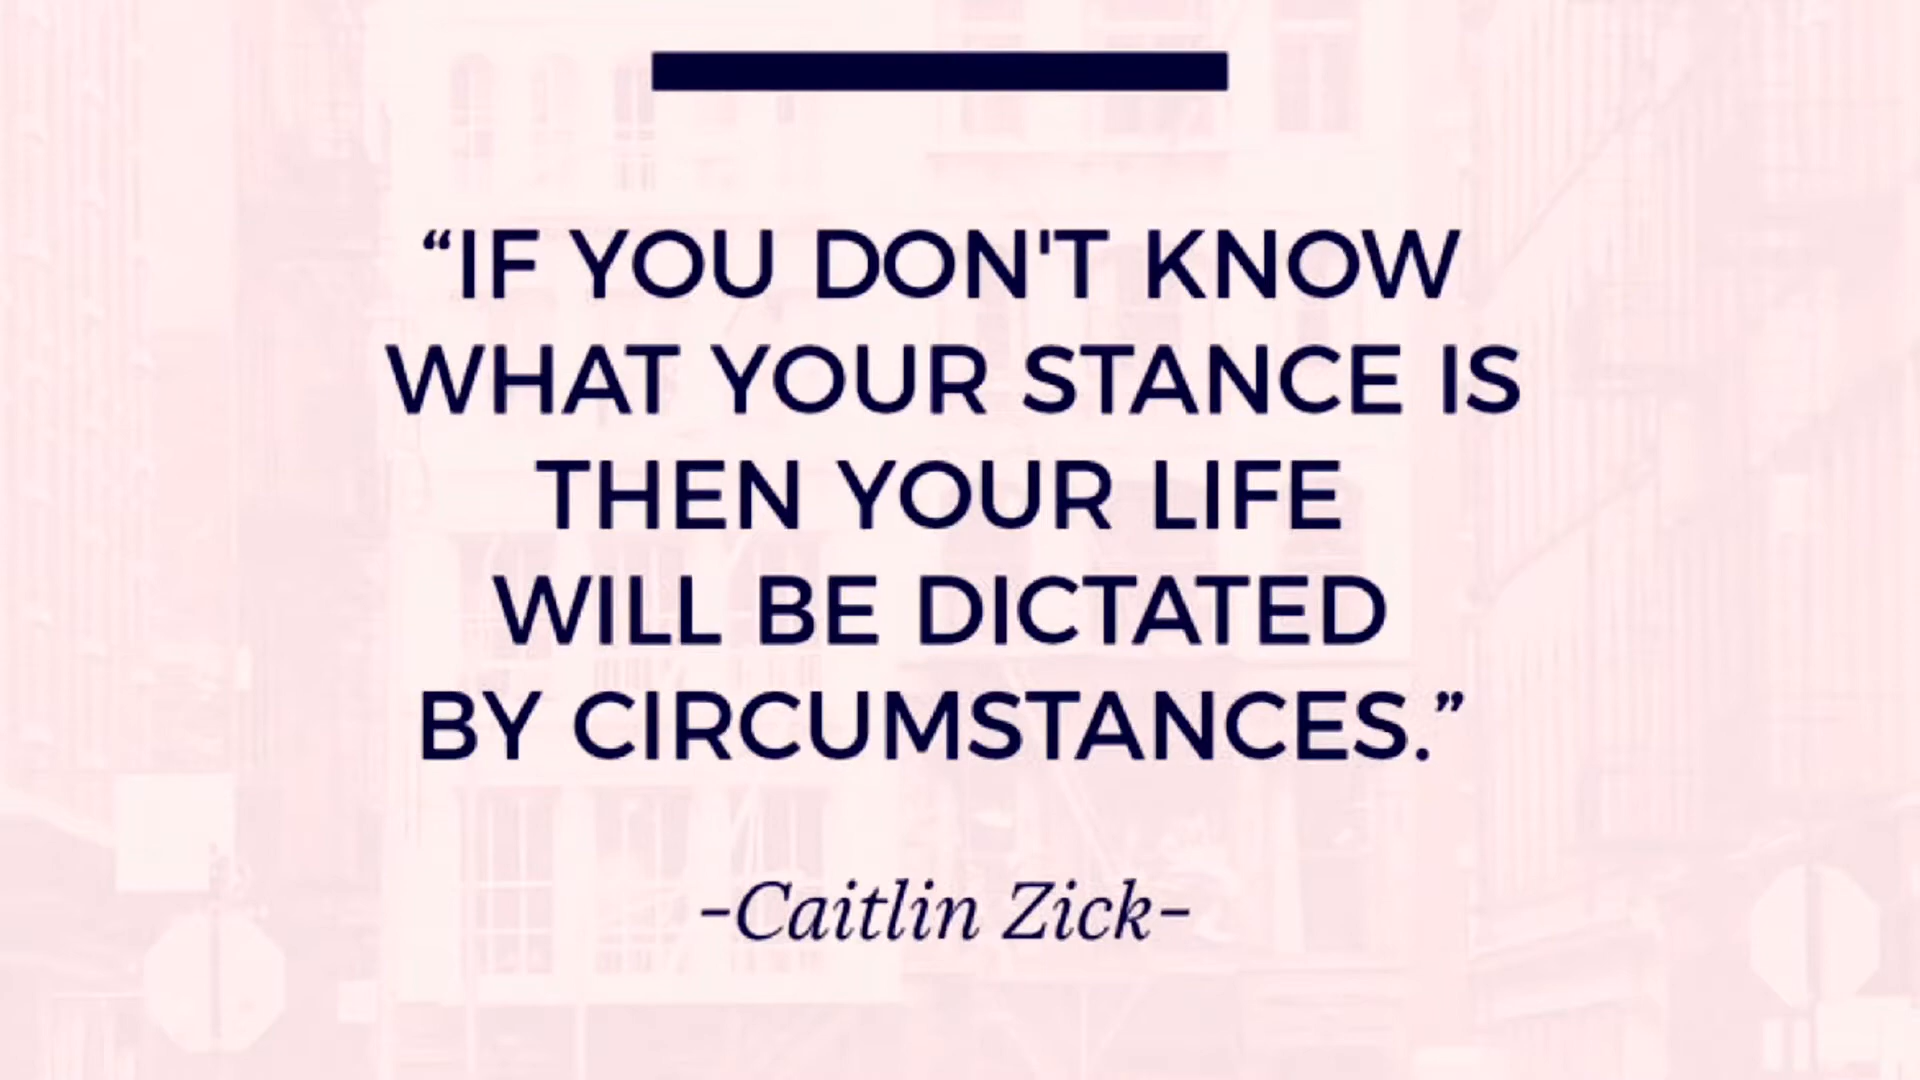 “IF YOU DON'T KNOW
WHAT YOUR STANCE IS
THEN YOUR LIFE
WILL BE DICTATED
BY CIRCUMSTANCES.”
-Caitlin Zick-